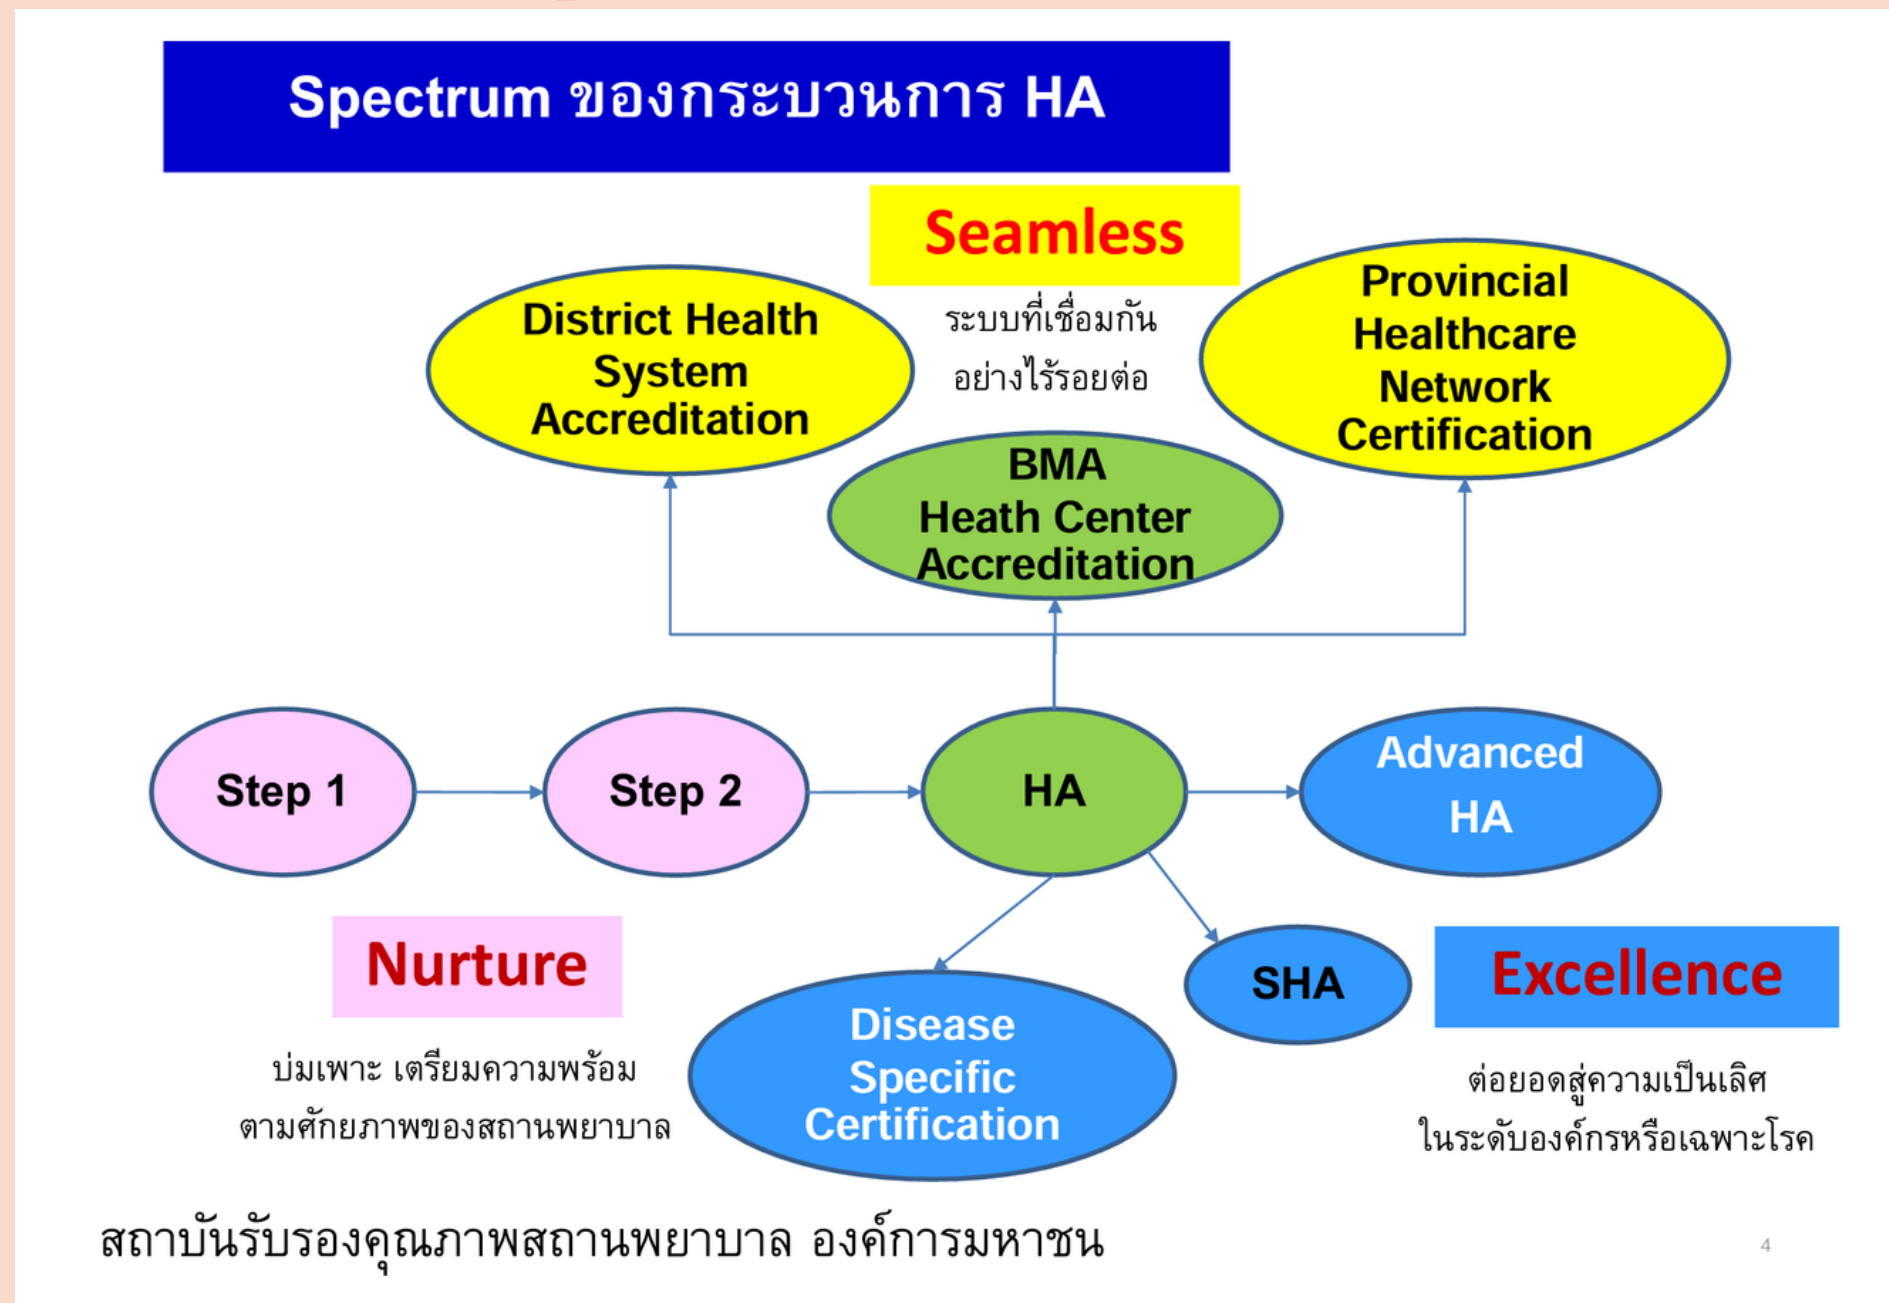 Spectrum ของกระบวนการ HA
Seamless
ระบบที่เชื่อมกัน
อย่างไร้รอยต่อ
District Health
System
Accreditation
Provincial
Healthcare
Network
Certification
BMA
Heath Center
Accreditation
Step 1
Step 2
HA
Advanced
HA
Nurture
บ่มเพาะ เตรียมความพร้อม
ตามศักยภาพของสถานพยาบาล
Disease
Specific
Certification
SHA
Excellence
ต่อยอดสู่ความเป็นเลิศ
ในระดับองค์กรหรือเฉพาะโรค
สถาบันรับรองคุณภาพสถานพยาบาล องค์การมหาชน
4